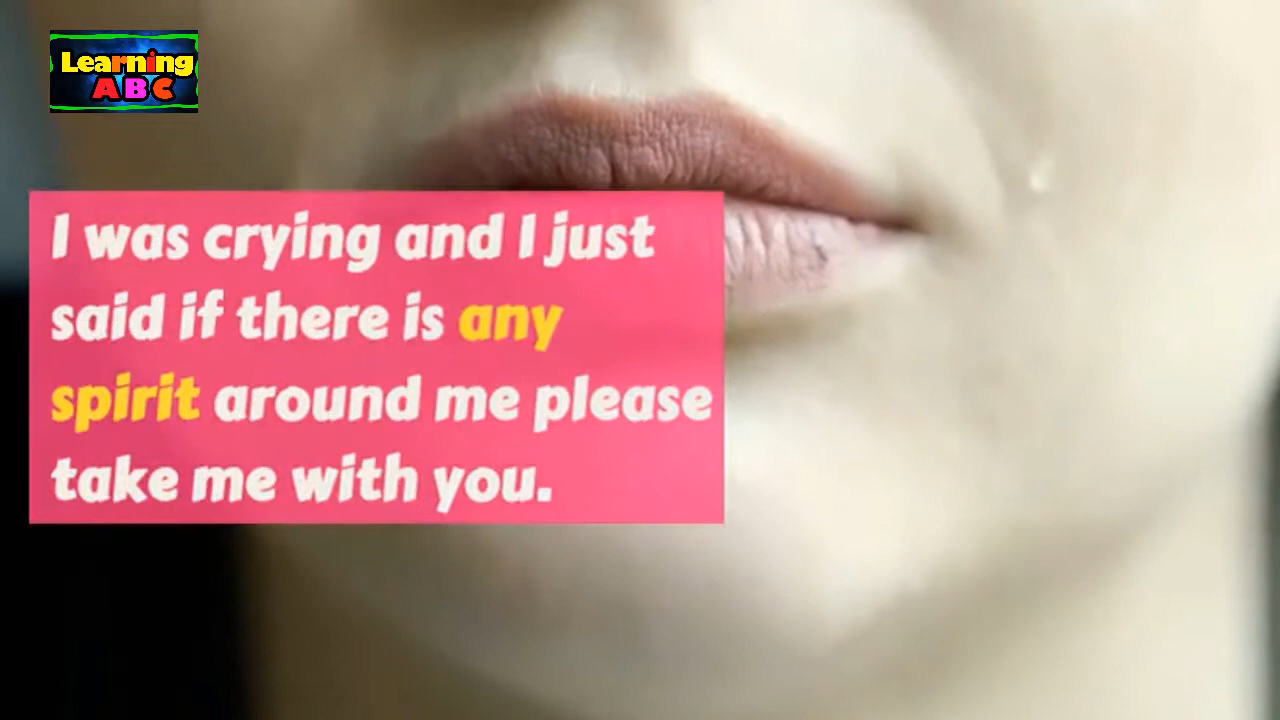 Learning
ABC
I was crying and I just
said if there is any
spirit around me please
take me with you.